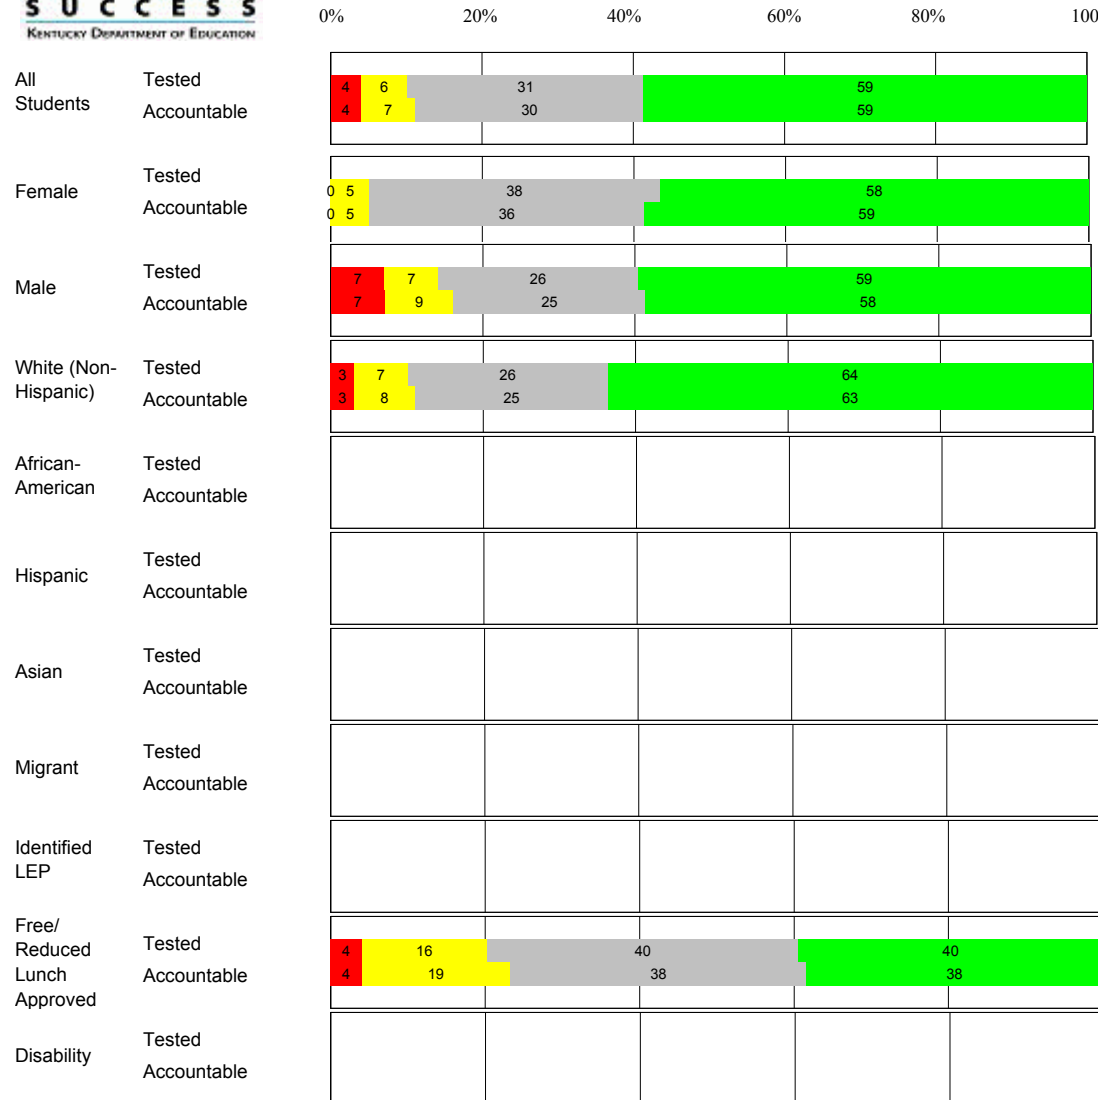 SUCCESS
KENTUCKY DEPARTMENT OF EDUCATION
0% 20% 40% 60% 80% 100
All Students Tested 4 6 31 59
Accountable 4 7 30 59
Female Tested 0 5 38 58
Accountable 0 5 36 59
Male Tested 7 7 26 59
Accountable 7 9 25 58
White (Non-Hispanic) Tested 3 7 26 64
Accountable 3 8 25 63
African-American Tested
Accountable
Hispanic Tested
Accountable
Asian Tested
Accountable
Migrant Tested
Accountable
Identified LEP Tested
Accountable
Free/
Reduced Tested 4 16 40 40
Lunch Accountable 4 19 38 38
Approved
Disability Tested
Accountable